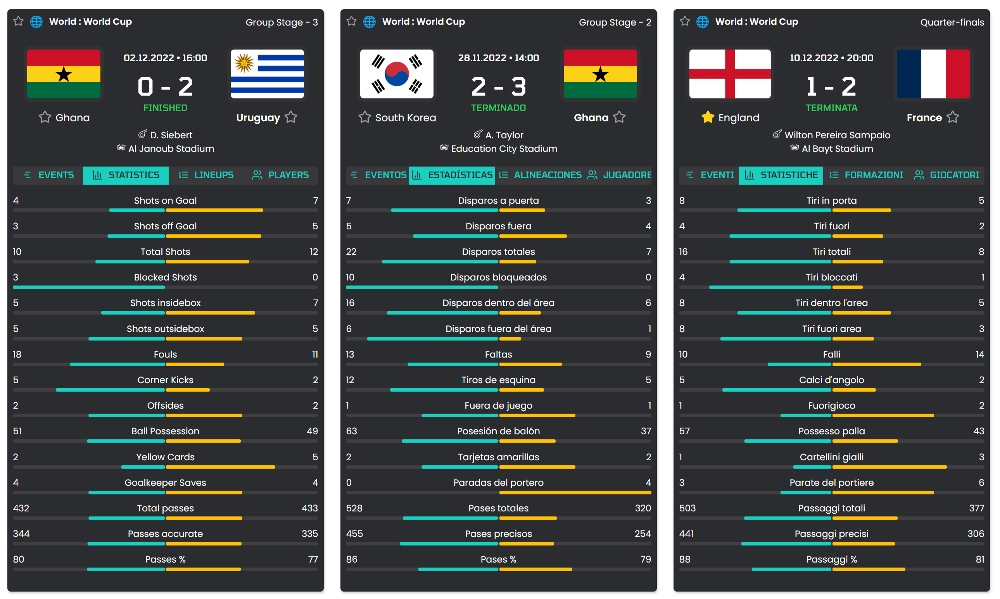 World : World Cup Group Stage - 3
02.12.2022 • 16:00
0 - 2
FINISHED
Ghana Uruguay
D. Siebert
Al Janoub Stadium
EVENTS STATISTICS LINEUPS PLAYERS
4 Shots on Goal 7
3 Shots off Goal 5
10 Total Shots 12
3 Blocked Shots 0
5 Shots insidebox 7
5 Shots outsidebox 5
18 Fouls 11
5 Corner Kicks 2
2 Offsides 2
51 Ball Possession 49
2 Yellow Cards 5
4 Goalkeeper Saves 4
432 Total passes 433
344 Passes accurate 335
80 Passes % 77
World : World Cup Group Stage - 2
28.11.2022 • 14:00
2 - 3
TERMINADO
South Korea Ghana
A. Taylor
Education City Stadium
EVENTOS ESTADÍSTICAS ALINEACIONES JUGADORE
7 Disparos a puerta 3
5 Disparos fuera 4
22 Disparos totales 7
10 Disparos bloqueados 0
16 Disparos dentro del área 6
6 Disparos fuera del área 1
13 Faltas 9
12 Tiros de esquina 5
1 Fuera de juego 1
63 Posesión de balón 37
2 Tarjetas amarillas 2
0 Paradas del portero 4
528 Pases totales 320
455 Pases precisos 254
86 Pases % 79
World : World Cup Quarter-finals
10.12.2022 • 20:00
1 - 2
TERMINATA
England France
Wilton Pereira Sampaio
Al Bayt Stadium
EVENTI STATISTICHE FORMAZIONI GIOCATORI
8 Tiri in porta 5
4 Tiri fuori 2
16 Tiri totali 8
4 Tiri bloccati 1
8 Tiri dentro l'area 5
8 Tiri fuori area 3
10 Falli 14
5 Calci d'angolo 2
1 Fuorigioco 2
57 Possesso palla 43
1 Cartellini gialli 3
3 Parate del portiere 6
503 Passaggi totali 377
441 Passaggi precisi 306
88 Passaggi % 81